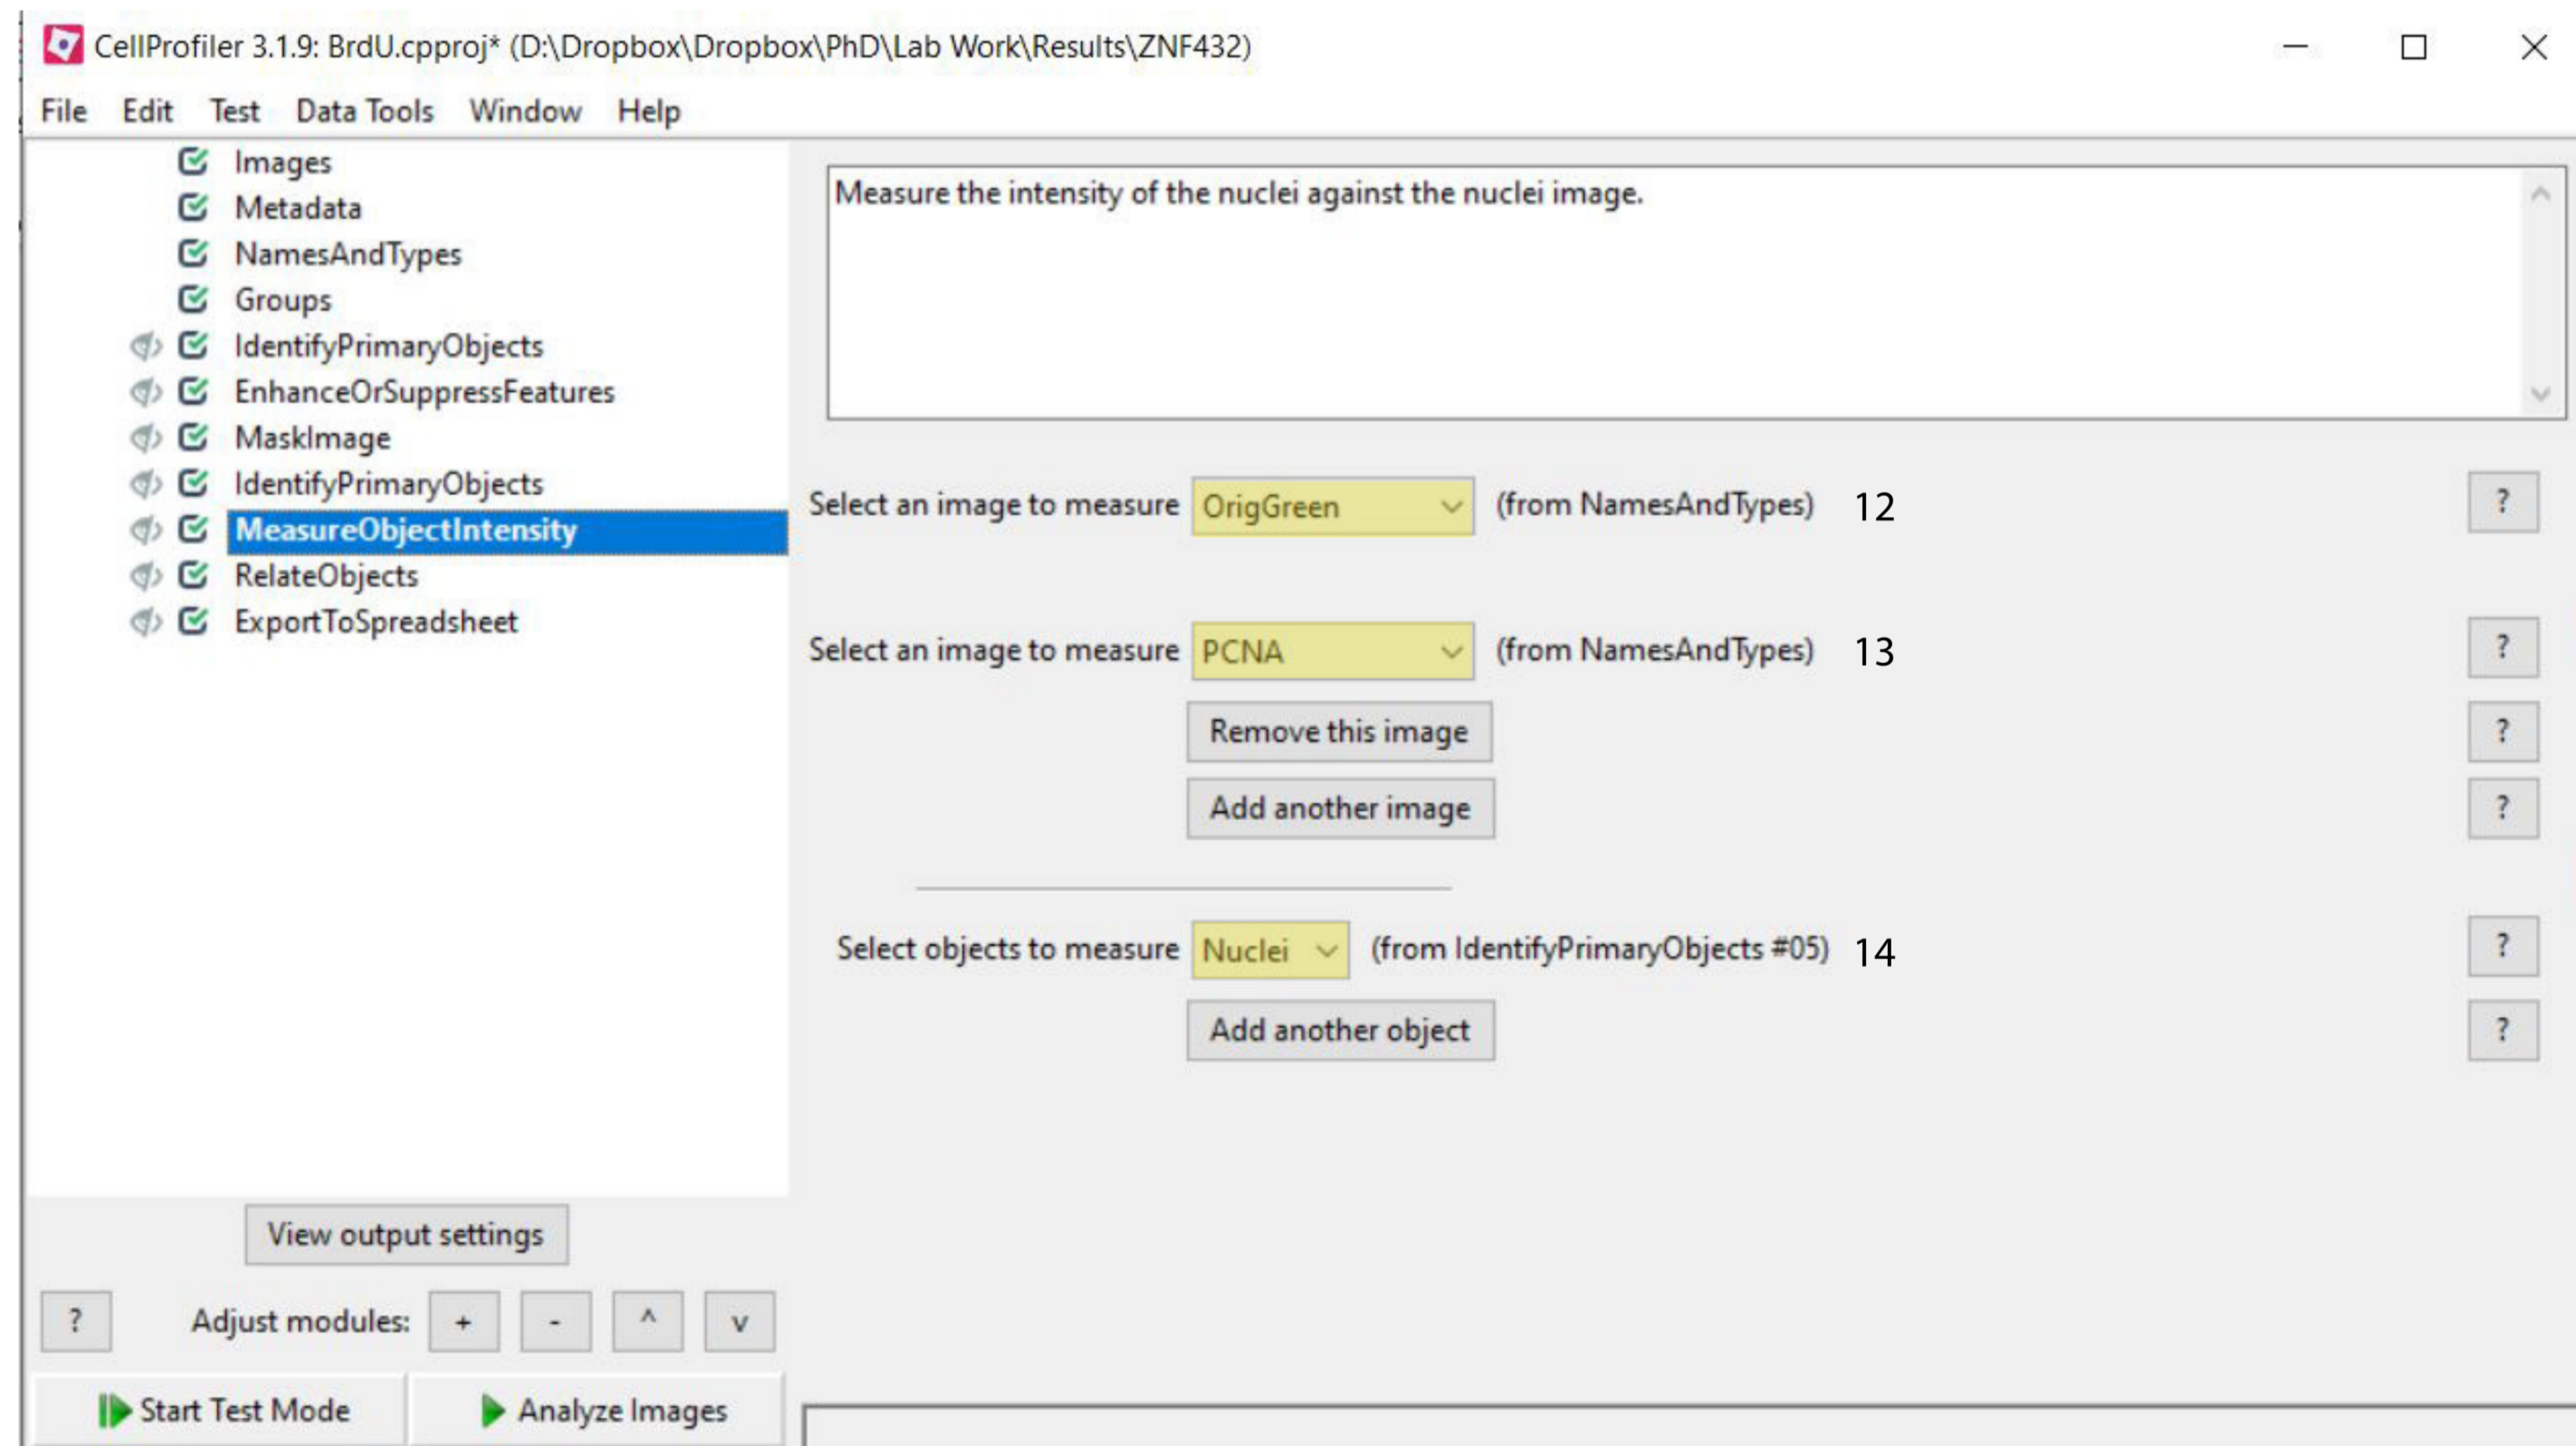 CellProfiler 3.1.9: BrdU.cpproj* (D:\Dropbox\Dropbox\PhD\Lab Work\Results\ZNF432)
File Edit Test Data Tools Window Help
Images
Metadata
NamesAndTypes
Groups
IdentifyPrimaryObjects
EnhanceOrSuppressFeatures
MaskImage
IdentifyPrimaryObjects
MeasureObjectIntensity
RelateObjects
ExportToSpreadsheet
View output settings
? Adjust modules: + - ^ v
Start Test Mode Analyze Images
Measure the intensity of the nuclei against the nuclei image.
Select an image to measure OrigGreen (from NamesAndTypes) 12 ?
Select an image to measure PCNA (from NamesAndTypes) 13 ?
Remove this image ?
Add another image ?
Select objects to measure Nuclei (from IdentifyPrimaryObjects #05) 14 ?
Add another object ?